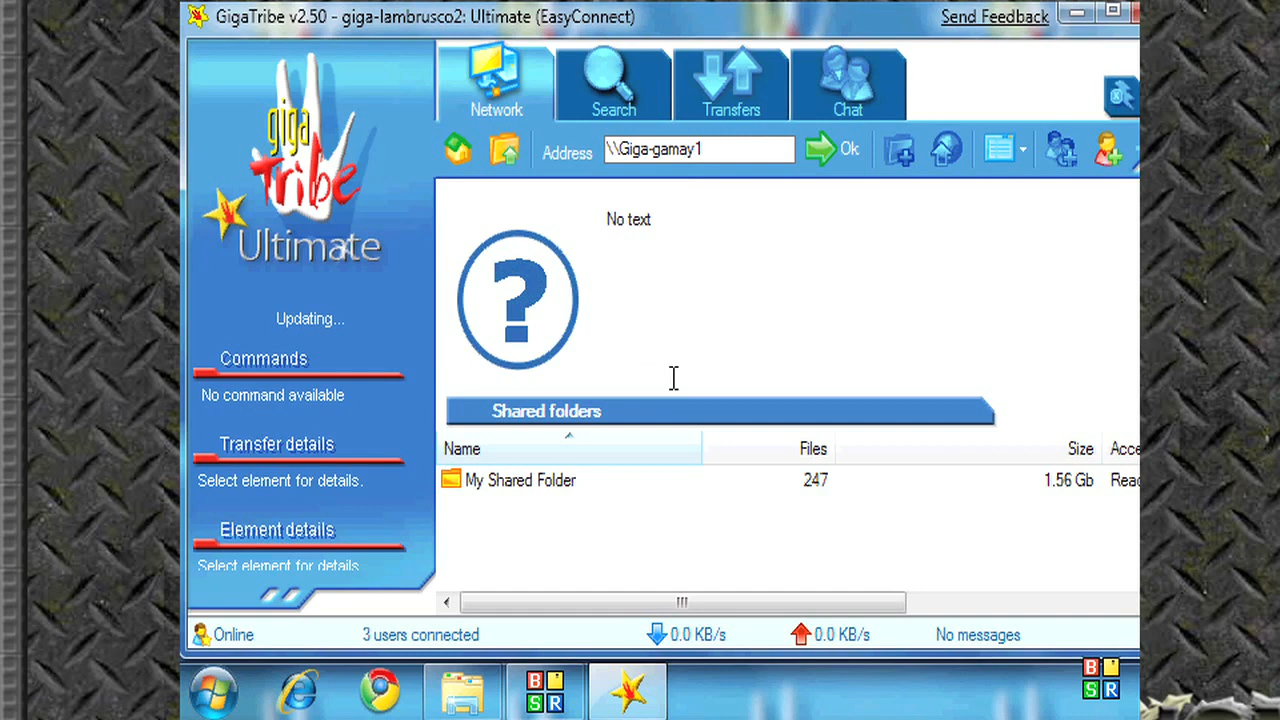 GigaTribe v2.50 - giga-lambrusco2: Ultimate (EasyConnect)
Send Feedback
giga
Tribe
Ultimate
Network
Search
Transfers
Chat
Address
\\Giga-gamay1
Ok
Updating...
No text
?
Commands
No command available
Shared folders
Transfer details
Name
Files
Size
Acce
Select element for details.
My Shared Folder
247
1.56 Gb
Reac
Element details
Select element for details
Online
3 users connected
0.0 KB/s
0.0 KB/s
No messages
B
S R
B
S R